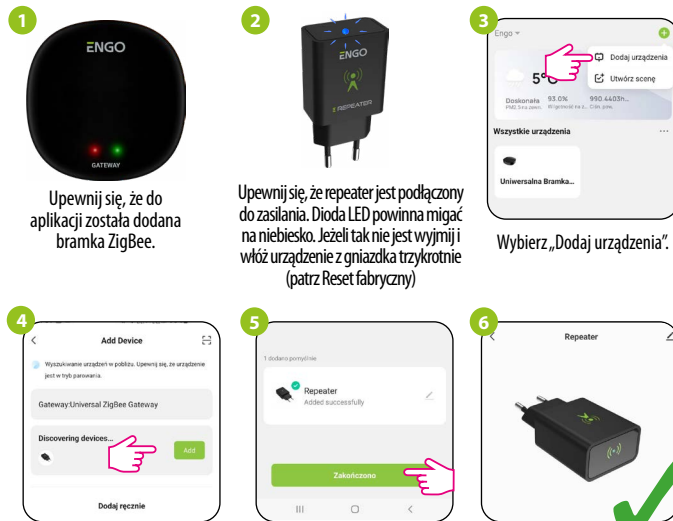 1
ENGO
GATEWAY
Upewnij się, że do
aplikacji została dodana
bramka ZigBee.
2
ENGO
REPEATER
Upewnij się, że repeater jest podłączony
do zasilania. Dioda LED powinna migać
na niebiesko. Jeżeli tak nie jest wyjmij i
włóż urządzenie z gniazdka trzykrotnie
(patrz Reset fabryczny)
3
Engo
Dodaj urządzenia
Utwórz scenę
5°
Doskonała 93.0% 990.4403h...
Wszystkie urządzenia ...
Uniwersalna Bramka...
Wybierz „Dodaj urządzenia”.
4
Add Device
Wyszukiwanie urządzeń w pobliżu. Upewnij się, że urządzenie
jest w tryb parowania.
Gateway:Universal ZigBee Gateway
Discovering devices...
Add
Dodaj ręcznie
5
1 dodano pomyślnie
Repeater
Added successfully
Zakończono
6
Repeater